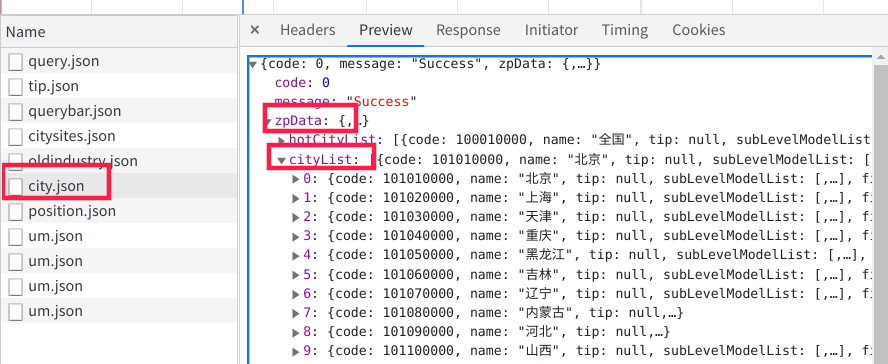 Name
query.json
tip.json
querybar.json
citysites.json
oldindustry.json
city.json
position.json
um.json
um.json
um.json
um.json
× Headers Preview Response Initiator Timing Cookies
{code: 0, message: "Success", zpData: {,…}}
code: 0
message: "Success"
zpData: {,…}
hotCityList: [{code: 100010000, name: "全国", tip: null, subLevelModelList
cityList: [{code: 101010000, name: "北京", tip: null, subLevelModelList: [
0: {code: 101010000, name: "北京", tip: null, subLevelModelList: [,…], fi
1: {code: 101020000, name: "上海", tip: null, subLevelModelList: [,…], fi
2: {code: 101030000, name: "天津", tip: null, subLevelModelList: [,…], fi
3: {code: 101040000, name: "重庆", tip: null, subLevelModelList: [,…], fi
4: {code: 101050000, name: "黑龙江", tip: null, subLevelModelList: [,…],
5: {code: 101060000, name: "吉林", tip: null, subLevelModelList: [,…], fi
6: {code: 101070000, name: "辽宁", tip: null, subLevelModelList: [,…], fi
7: {code: 101080000, name: "内蒙古", tip: null,…}
8: {code: 101090000, name: "河北", tip: null,…}
9: {code: 101100000, name: "山西", tip: null, subLevelModelList: [,…], fi